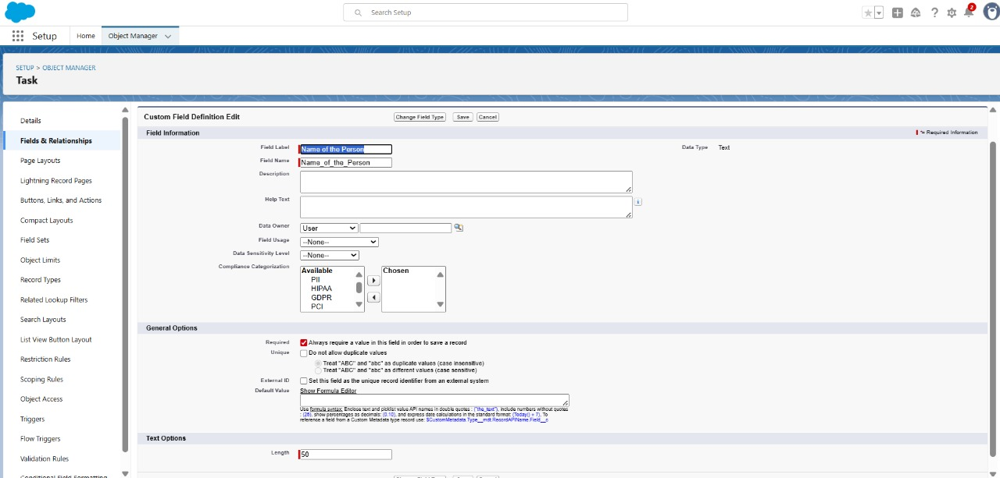 Search Setup
2
Setup
Home
Object Manager
SETUP > OBJECT MANAGER
Task
Details
Fields & Relationships
Page Layouts
Lightning Record Pages
Buttons, Links, and Actions
Compact Layouts
Field Sets
Object Limits
Record Types
Related Lookup Filters
Search Layouts
List View Button Layout
Restriction Rules
Scoping Rules
Object Access
Triggers
Flow Triggers
Validation Rules
Conditional Field Formatting
Custom Field Definition Edit
Change Field Type
Save
Cancel
Field Information
= Required Information
Field Label Name of the Person
Data Type Text
Field Name Name_of_the_Person
Description
Help Text
i
Data Owner User
Field Usage --None--
Data Sensitivity Level --None--
Compliance Categorization
Available
PII
HIPAA
GDPR
PCI
Chosen
General Options
Required Always require a value in this field in order to save a record
Unique Do not allow duplicate values
Treat "ABC" and "abc" as duplicate values (case insensitive)
Treat "ABC" and "abc" as different values (case sensitive)
External ID Set this field as the unique record identifier from an external system
Default Value Show Formula Editor
Use formula syntax: Enclose text and picklist value API names in double quotes : ("the_text"), include numbers without quotes
: (25), show percentages as decimals: (0.10), and express date calculations in the standard format: (Today() + 7). To
reference a field from a Custom Metadata type record use: $CustomMetadata.Type__mdt.RecordAPIName.Field__c
Text Options
Length 50
Change Field Type
Save
Cancel